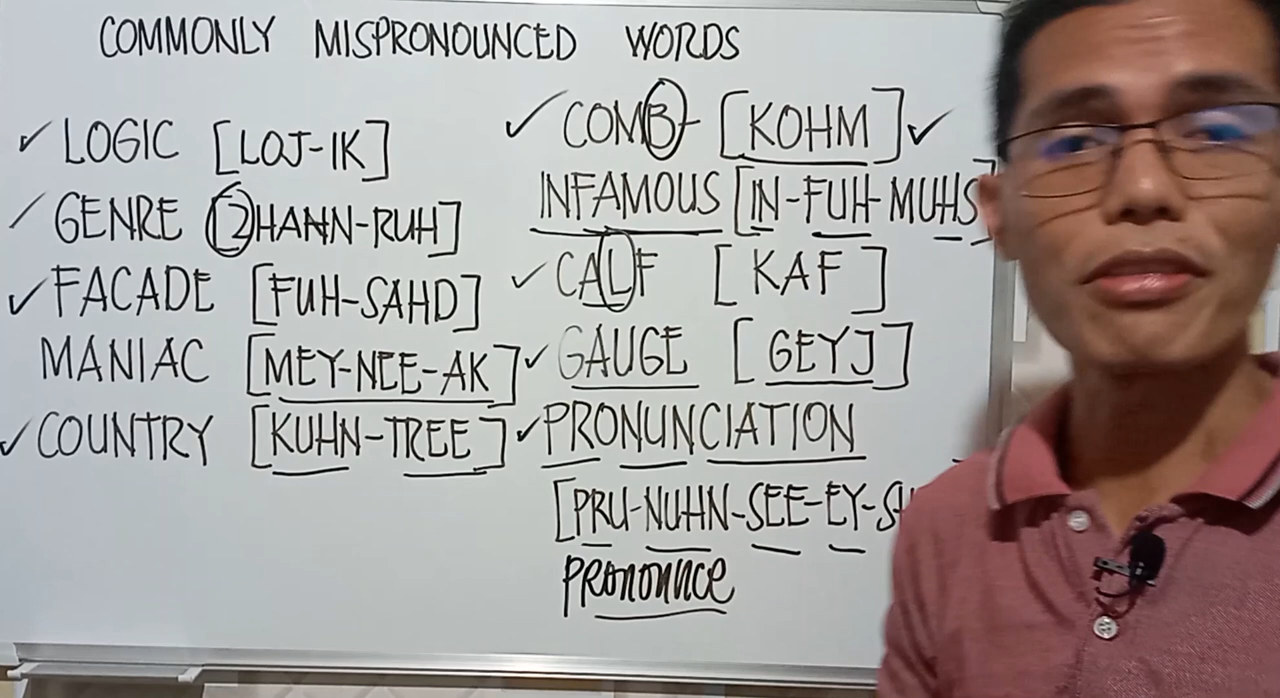 COMMONLY MISPRONOUNCED WORDS
LOGIC [LOJ-IK]
GENRE [ZHAHN-RUH]
FACADE [FUH-SAHD]
MANIAC [MEY-NEE-AK]
COUNTRY [KUHN-TREE]
COMB - [KOHM]
INFAMOUS [IN-FUH-MUHS]
CALF [KAF]
GAUGE [GEYJ]
PRONUNCIATION
[PRU-NUHN-SEE-EY-
PRONOUNCE